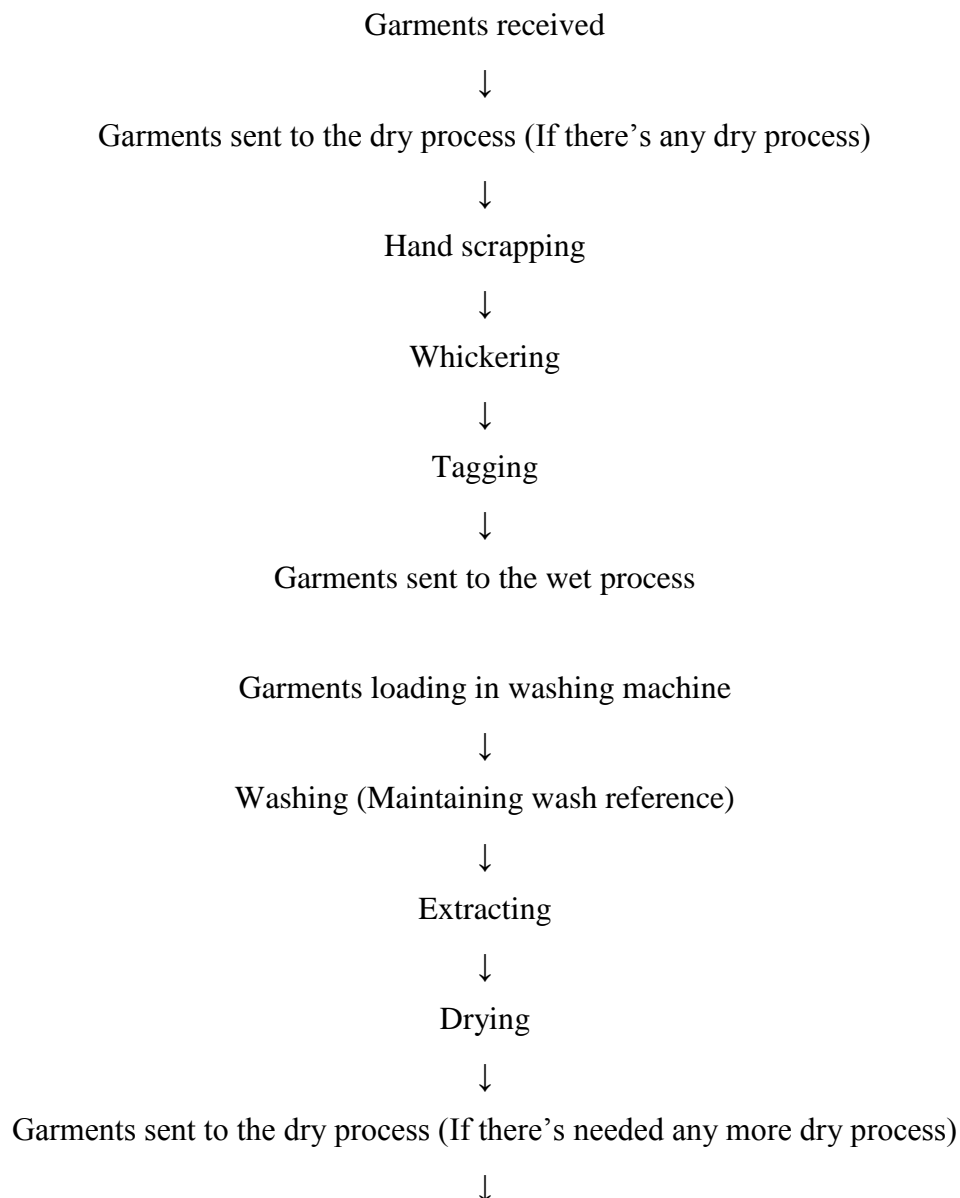 Garments received
↓
Garments sent to the dry process (If there’s any dry process)
↓
Hand scrapping
↓
Whickering
↓
Tagging
↓
Garments sent to the wet process
Garments loading in washing machine
↓
Washing (Maintaining wash reference)
↓
Extracting
↓
Drying
↓
Garments sent to the dry process (If there’s needed any more dry process)
↓